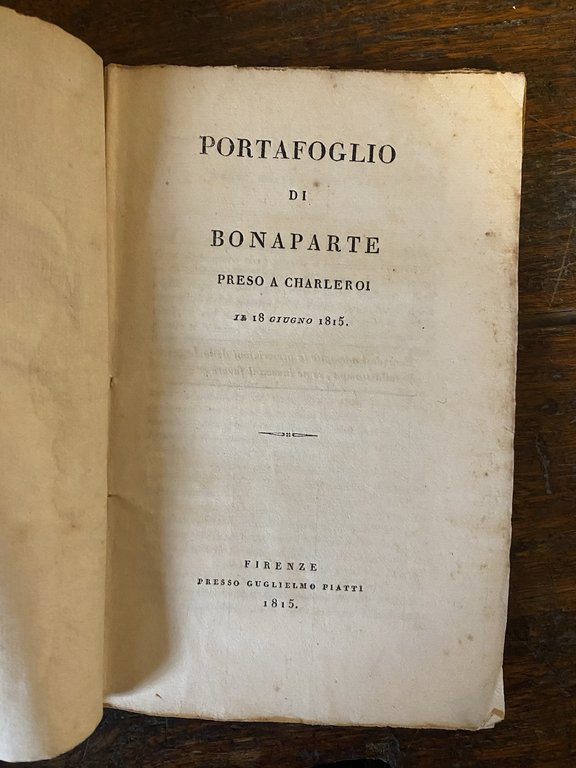 PORTAFOGLIO
DI
BONAPARTE
PRESO A CHARLEROI
IL 18 GIUGNO 1815.
FIRENZE
PRESSO GUGLIELMO PIATTI
1815.